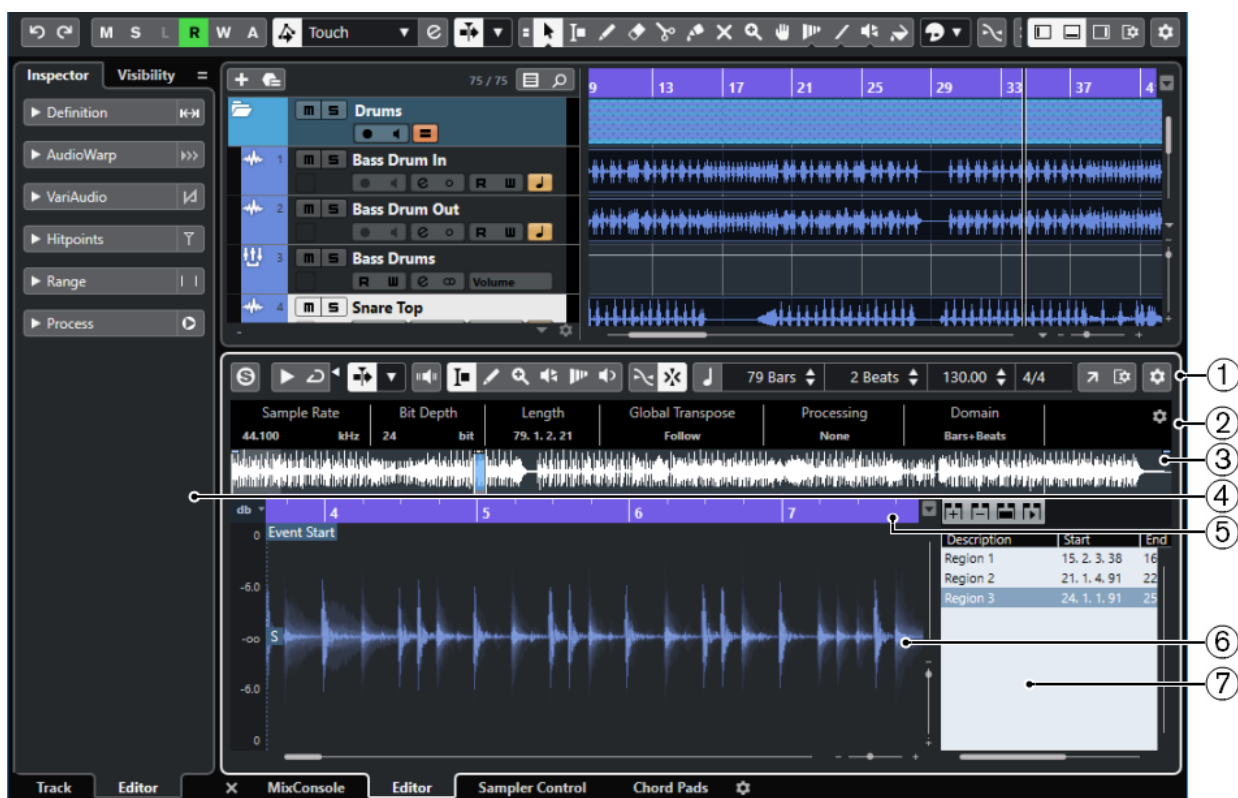 M S L R W A Touch
Inspector Visibility
Definition
AudioWarp
VariAudio
Hitpoints
Range
Process
75 / 75
9 13 17 21 25 29 33 37 4
m S Drums
1 m S Bass Drum In
e R W
2 m S Bass Drum Out
e R W
3 m S Bass Drums
R W e Volume
4 m S Snare Top
79 Bars 2 Beats 130.00 4/4
1
Sample Rate Bit Depth Length Global Transpose Processing Domain
44.100 kHz 24 bit 79. 1. 2. 21 Follow None Bars+Beats
2
3
4
db 4 5 6 7
5
0 Event Start
Description Start End
Region 1 15. 2. 3. 38 16
Region 2 21. 1. 4. 91 22
Region 3 24. 1. 1. 91 25
-6.0
-∞ S
6
-6.0
7
0
Track Editor MixConsole Editor Sampler Control Chord Pads